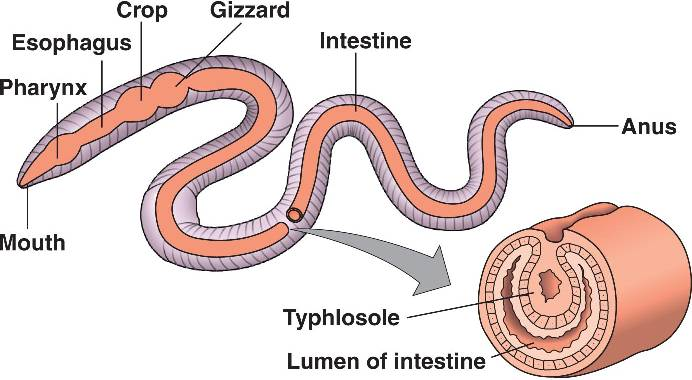 Crop
Gizzard
Esophagus
Intestine
Pharynx
Anus
Mouth
Typhlosole
Lumen of intestine